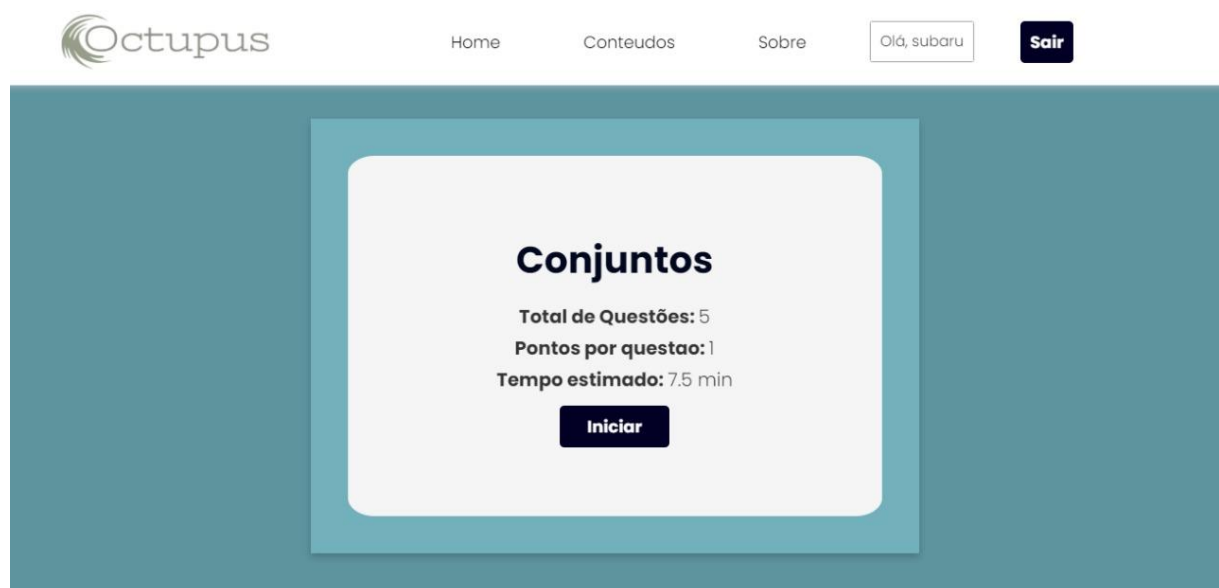 Octupus
Home Conteudos Sobre Olá, subaru Sair
Conjuntos
Total de Questões: 5
Pontos por questao: 1
Tempo estimado: 7.5 min
Iniciar